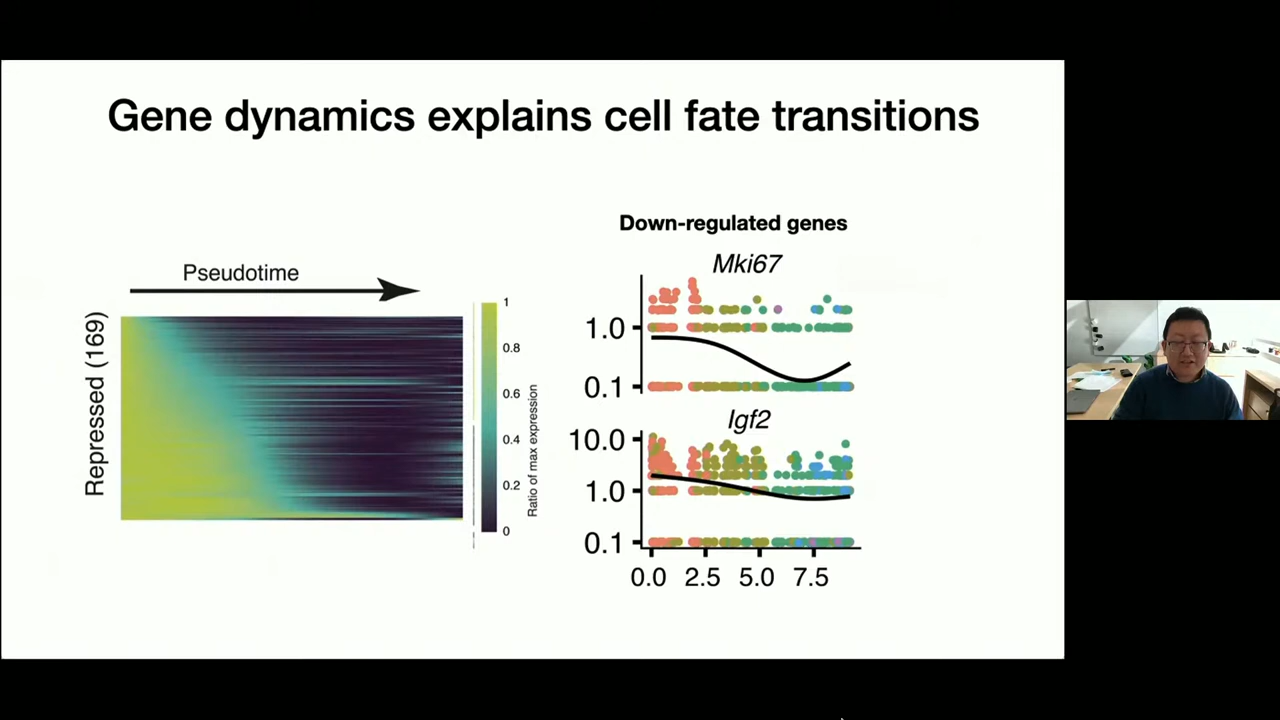 Gene dynamics explains cell fate transitions
Pseudotime
Repressed (169)
1
0.8
0.6
0.4
0.2
0
Ratio of max expression
Down-regulated genes
Mki67
1.0
0.1
Igf2
10.0
1.0
0.1
0.0 2.5 5.0 7.5